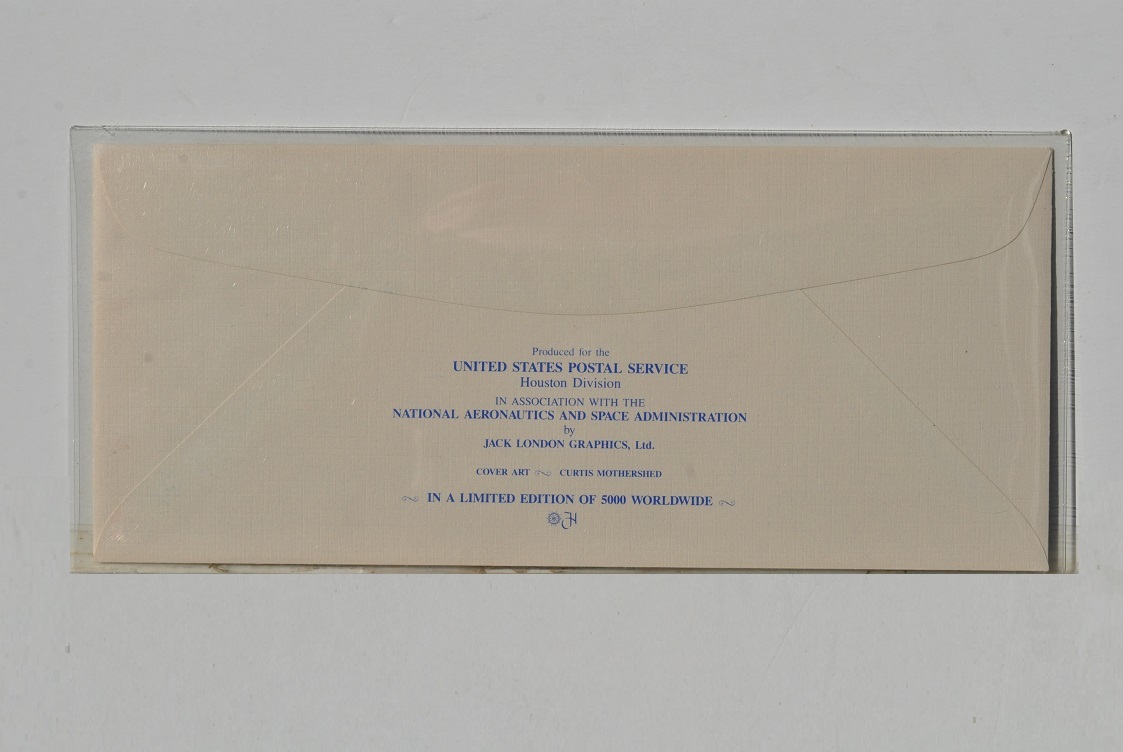 Produced for the
UNITED STATES POSTAL SERVICE
Houston Division
IN ASSOCIATION WITH THE
NATIONAL AERONAUTICS AND SPACE ADMINISTRATION
by
JACK LONDON GRAPHICS, Ltd.
COVER ART CURTIS MOTHERSHED
IN A LIMITED EDITION OF 5000 WORLDWIDE